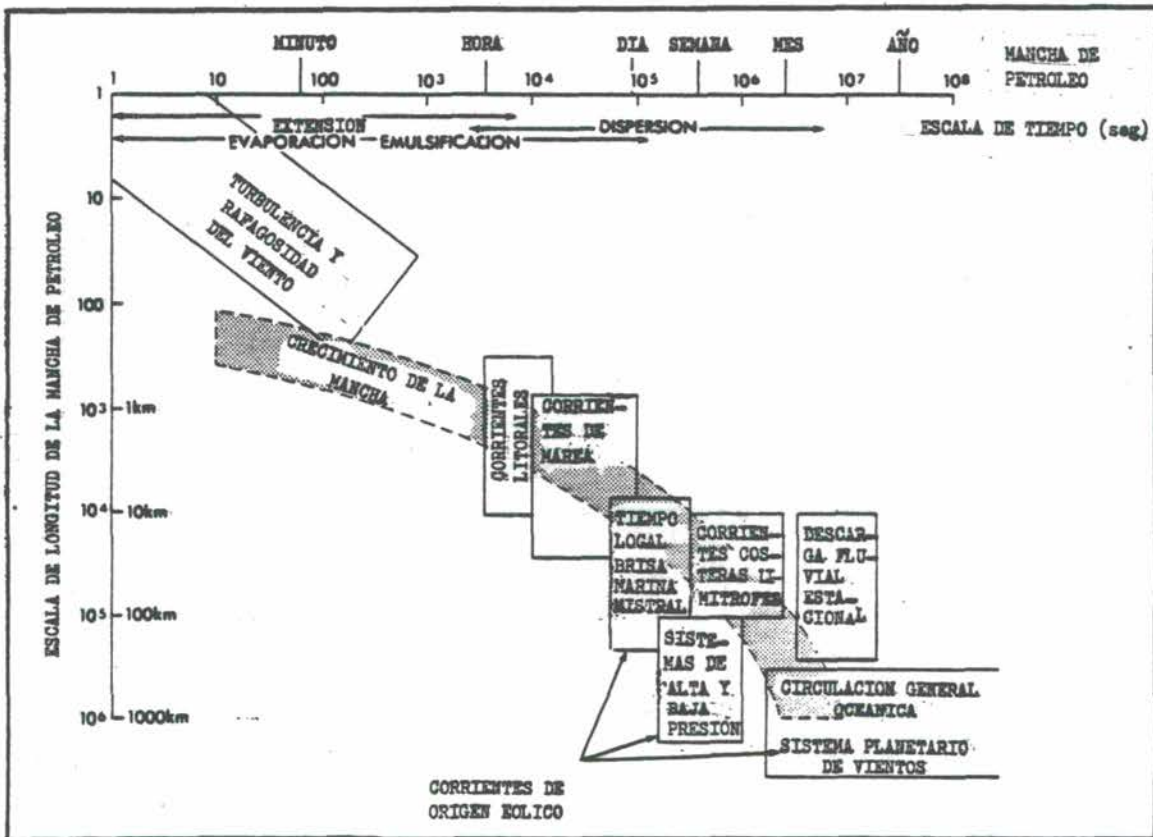 MINUTO HORA DIA SEMANA MES AÑO
MANCHA DE
PETROLEO
1 10 100 10³ 10⁴ 10⁵ 10⁶ 10⁷ 10⁸
ESCALA DE TIEMPO (seg)
EXTENSION
DISPERSION
EVAPORACION EMULSIFICACION
ESCALA DE LONGITUD DE LA MANCHA DE PETROLEO
1
10
100
10³ 1km
10⁴ 10km
10⁵ 100km
10⁶ 1000km
TURBULENCIA Y
RAFAGOSIDAD
DEL VIENTO
CRECIMIENTO DE LA
MANCHA
CORRIENTES
LITORALES
CORRIEN-
TES DE
MAREA
TIEMPO
LOCAL
BRISA
MARINA
MISTRAL
CORRIEN-
TES COS-
TERAS LI-
MITROFES
DESCAR-
GA FLU-
VIAL
ESTA-
CIONAL
SISTE-
MAS DE
ALTA Y
BAJA
PRESIÓN
CIRCULACION GENERAL
OCEANICA
SISTEMA PLANETARIO
DE VIENTOS
CORRIENTES DE
ORIGEN EOLICO